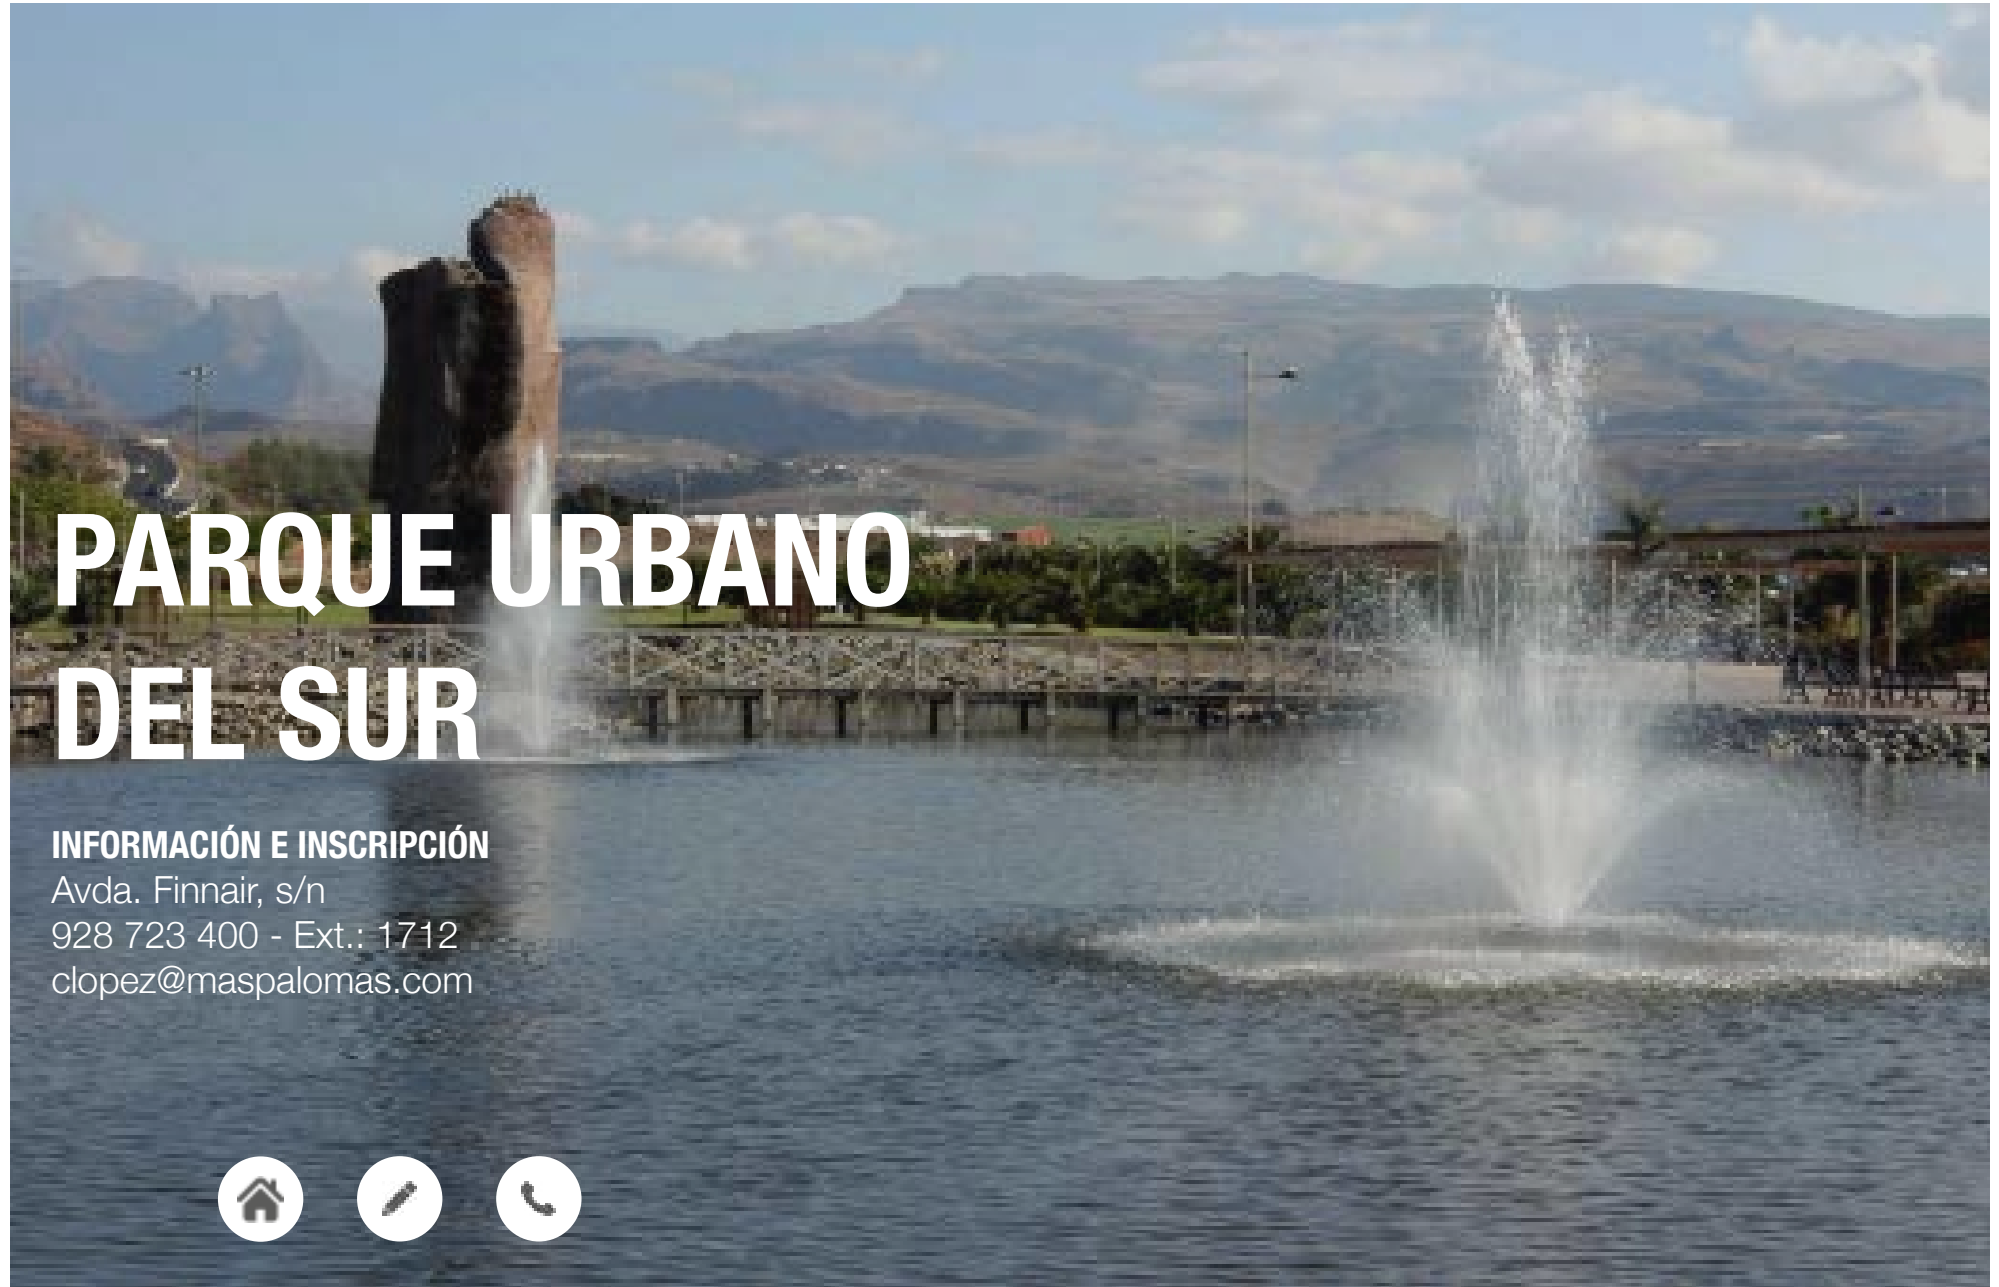 PARQUE URBANO
DEL SUR
INFORMACIÓN E INSCRIPCIÓN
Avda. Finnair, s/n
928 723 400 - Ext.: 1712
clopez@maspalomas.com